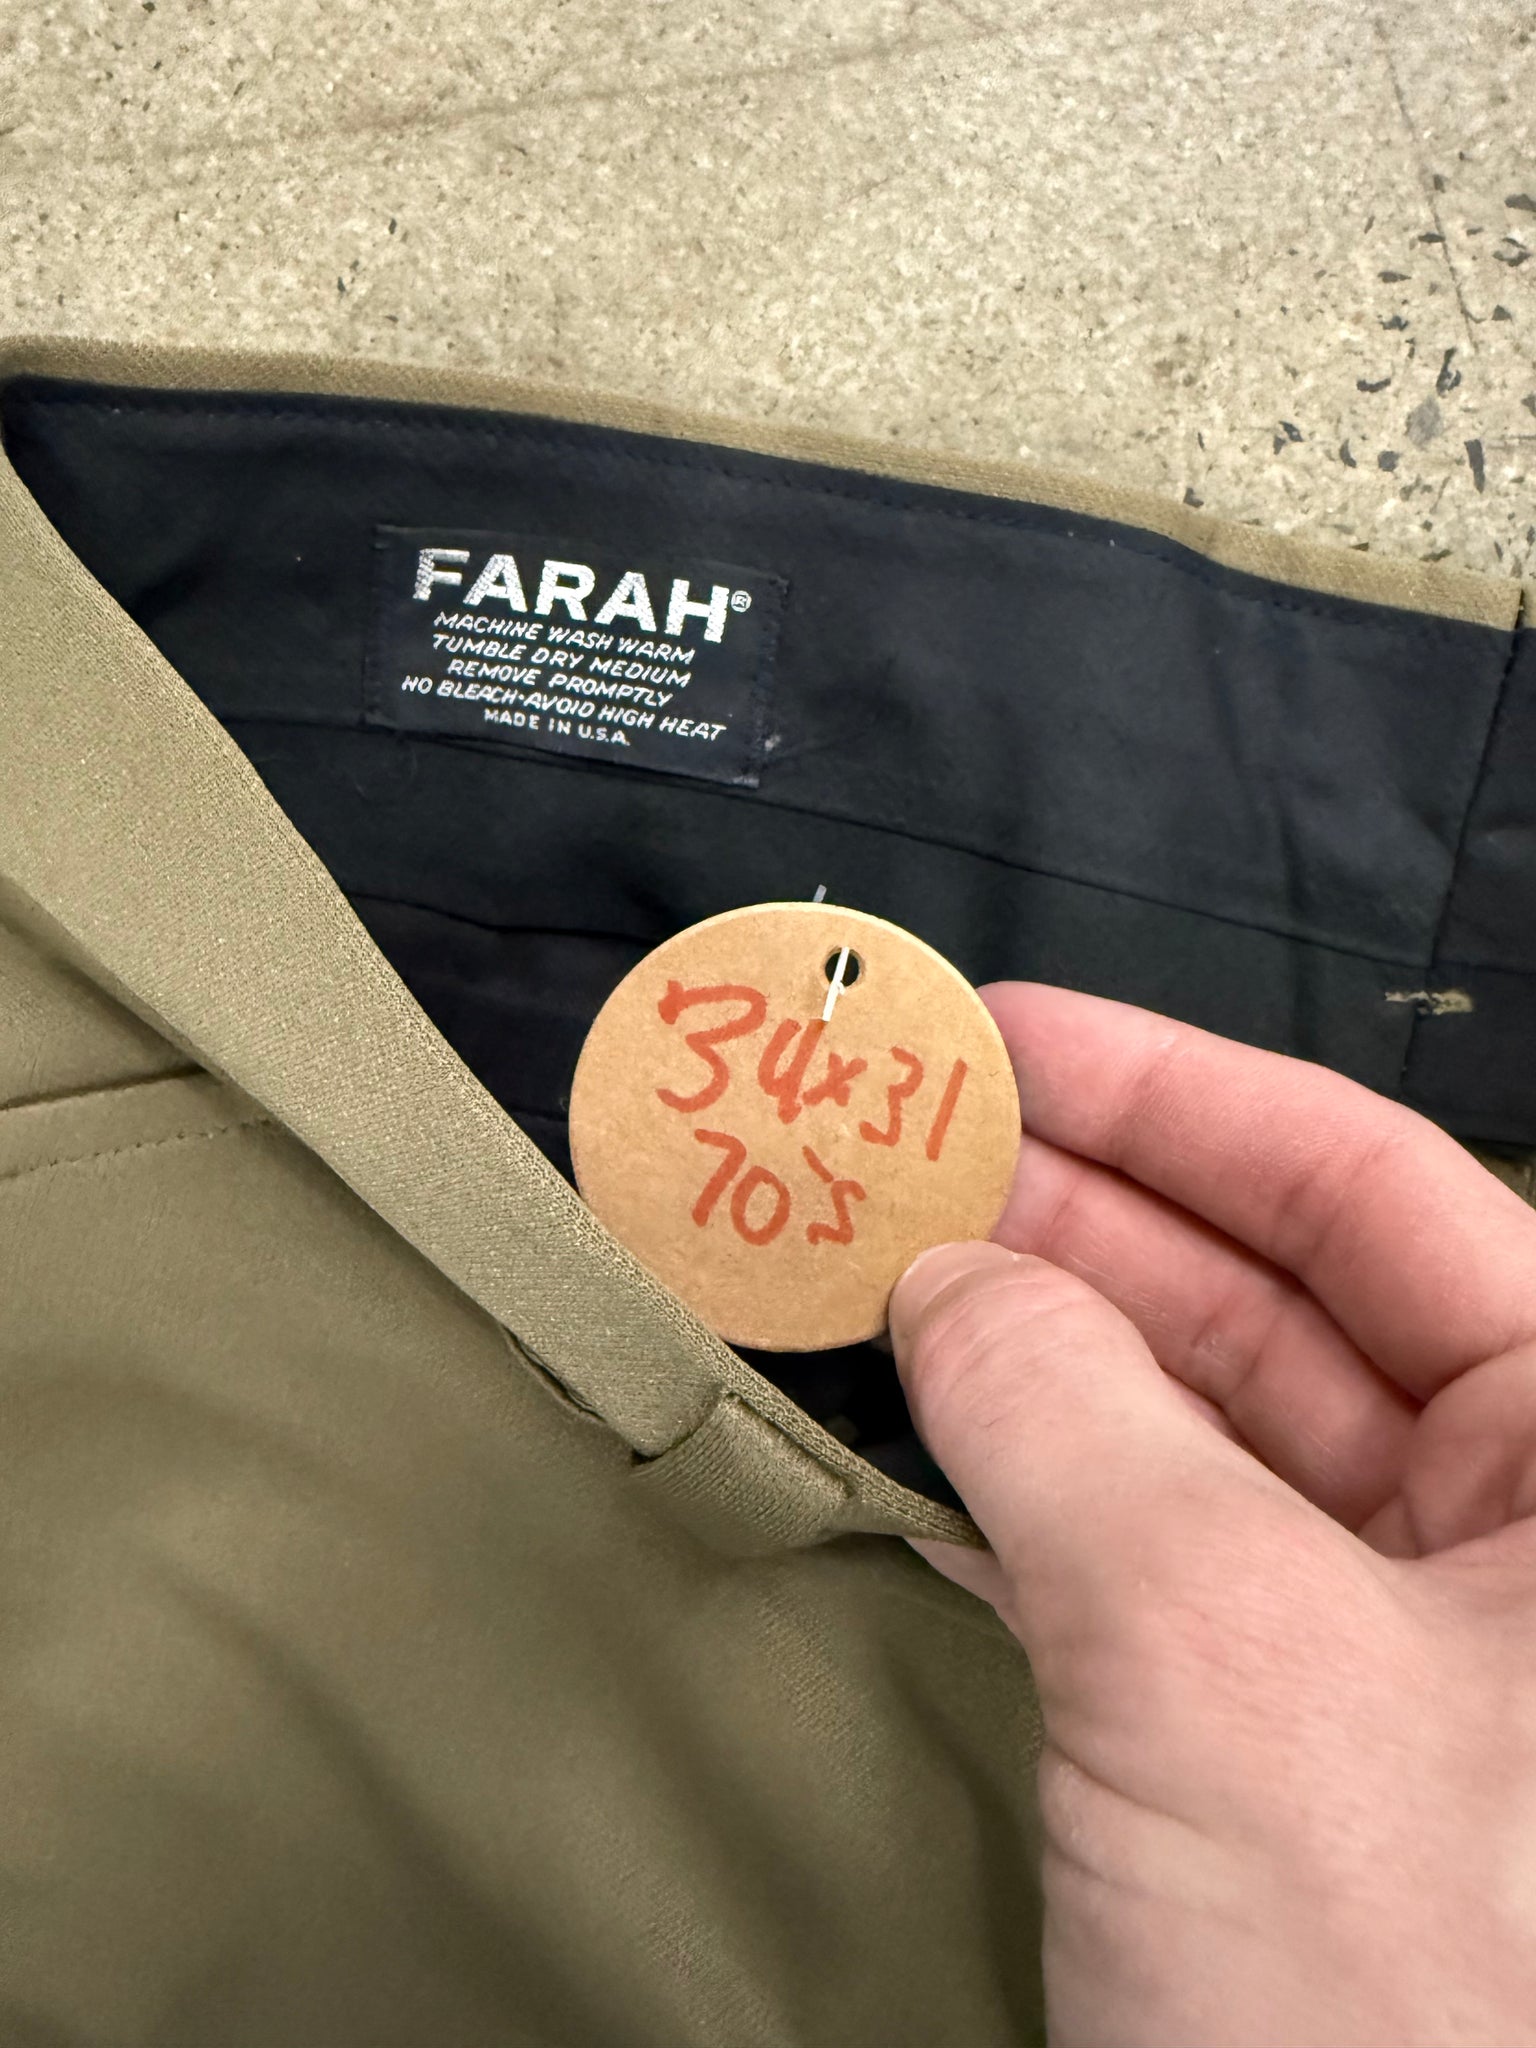 FARAH®
MACHINE WASH WARM
TUMBLE DRY MEDIUM
REMOVE PROMPTLY
NO BLEACH·AVOID HIGH HEAT
MADE IN U.S.A.
34x31
70's